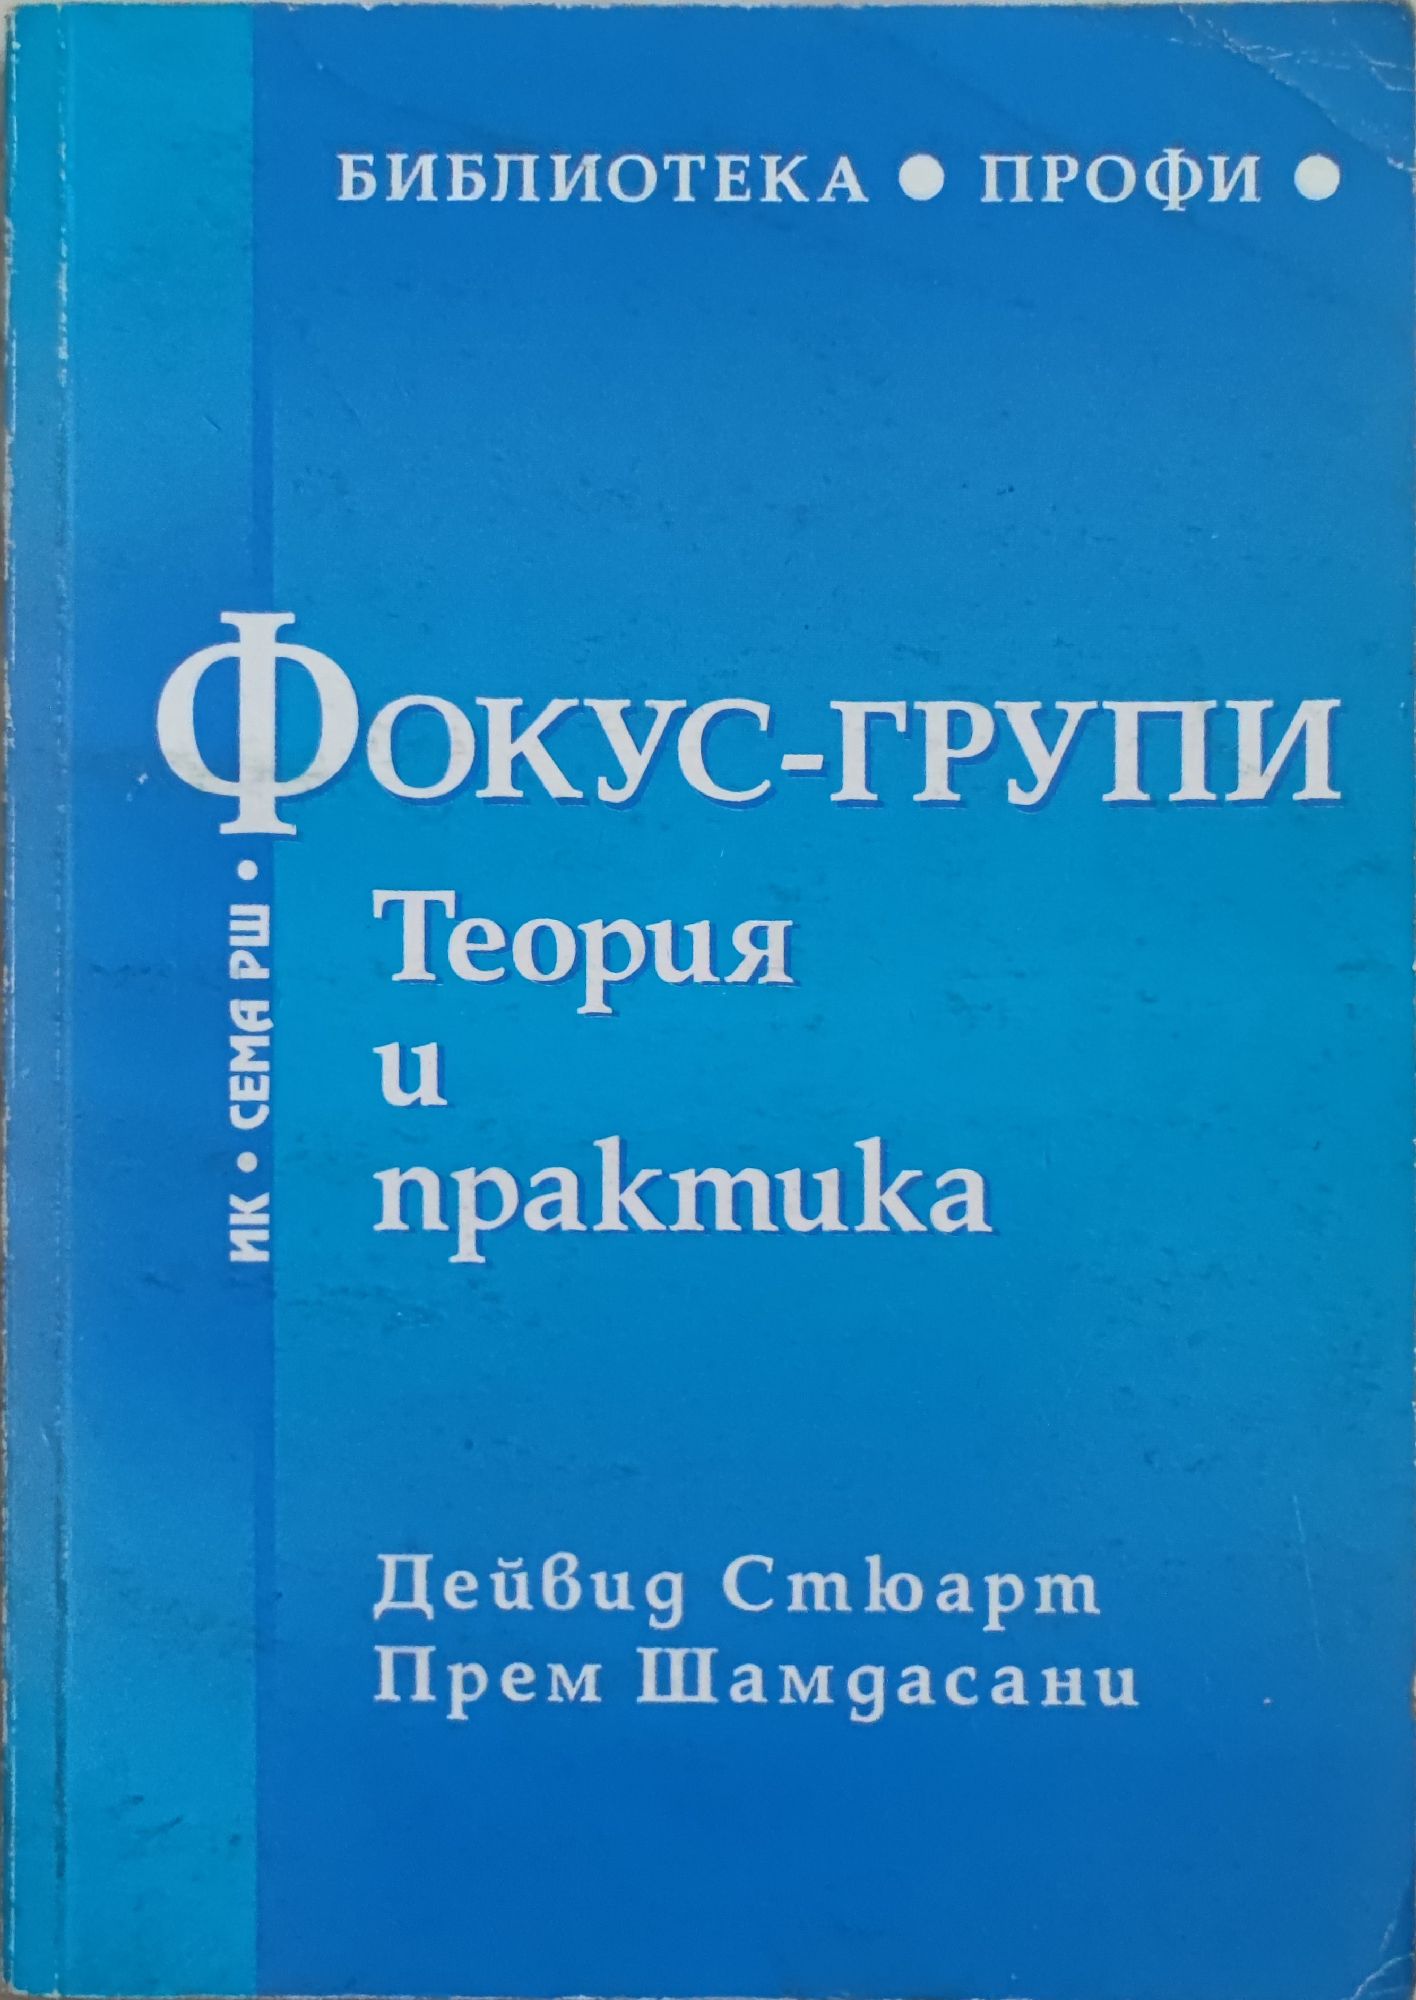 БИБЛИОТЕКА • ПРОФИ •
ФОКУС-ГРУПИ
Теория
и
практика
ИК • СЕМА РШ •
Дейвид Стюарт
Прем Шамдасани